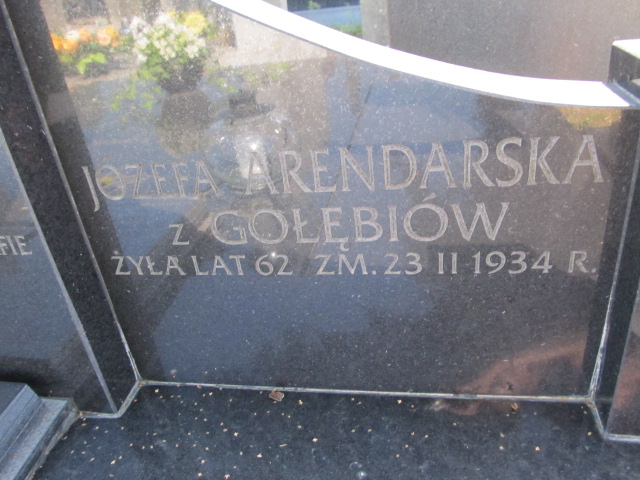 JÓZEFA ARENDARSKA
z GOŁĘBIÓW
ŻYŁA LAT 62 ZM. 23 II 1934 R.